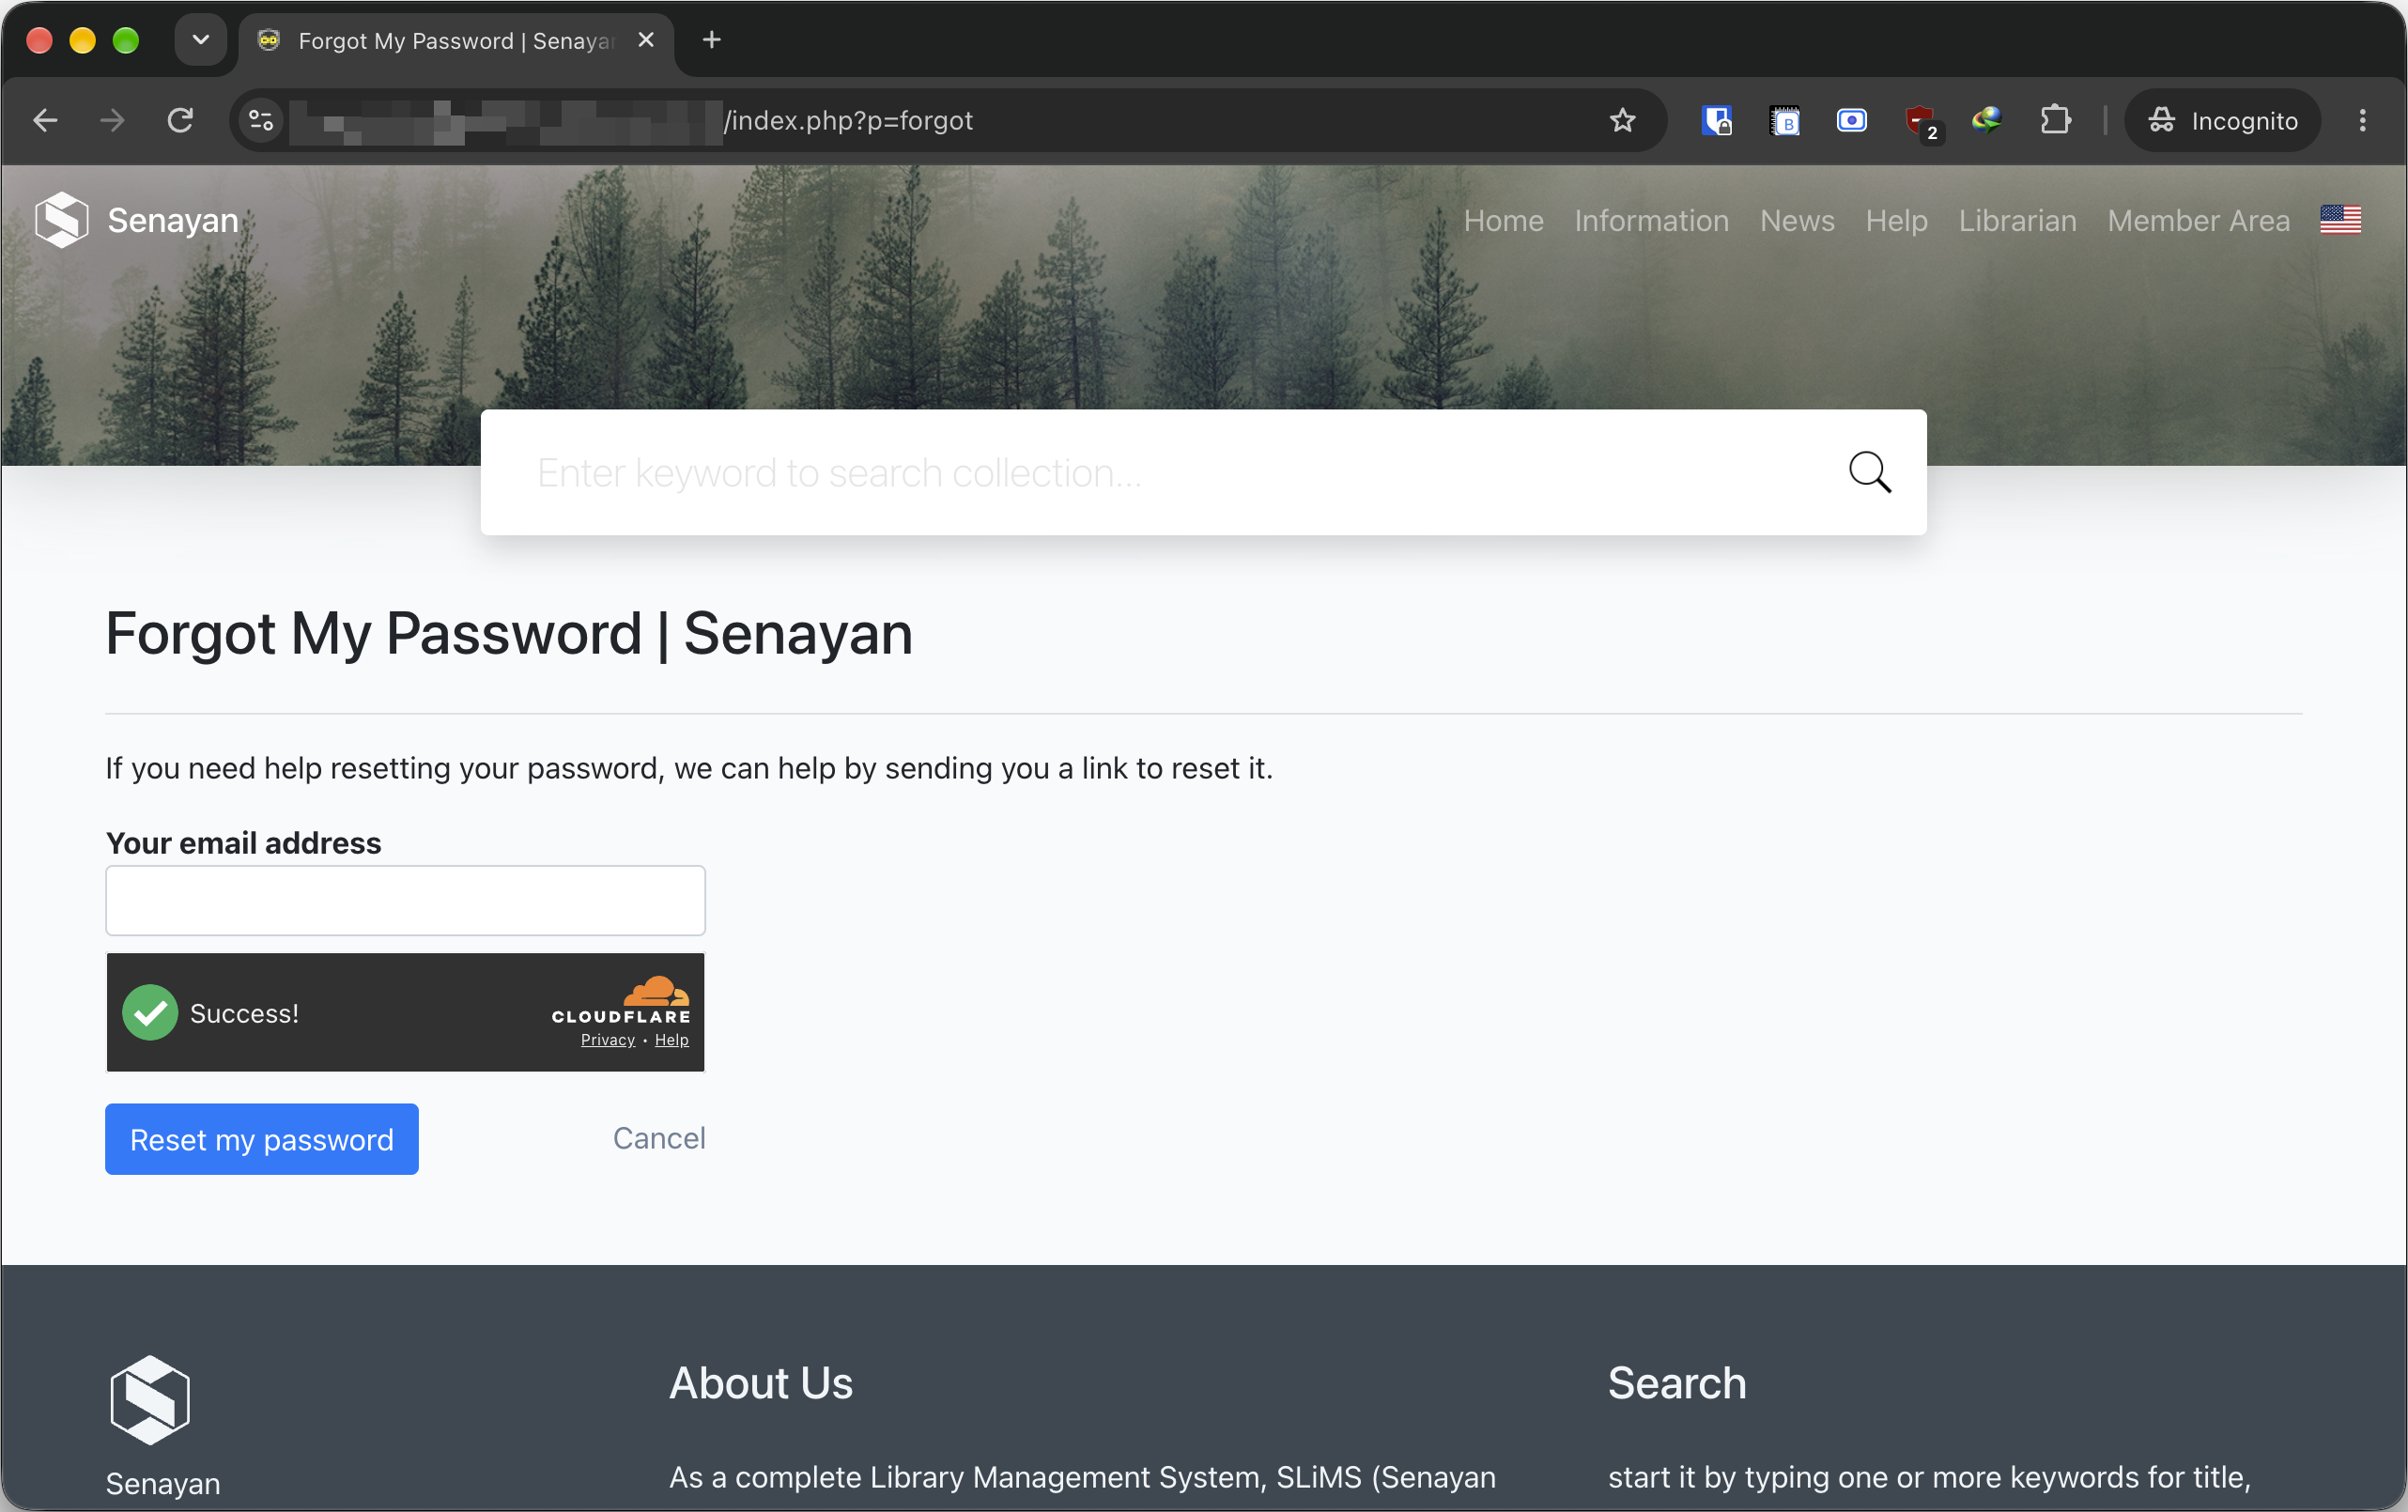 Forgot My Password | Senayan
/index.php?p=forgot
2
Incognito
Senayan
Home Information News Help Librarian Member Area
Enter keyword to search collection...
Forgot My Password | Senayan
If you need help resetting your password, we can help by sending you a link to reset it.
Your email address
Success!
CLOUDFLARE
Privacy • Help
Reset my password Cancel
Senayan
About Us
As a complete Library Management System, SLiMS (Senayan
Search
start it by typing one or more keywords for title,